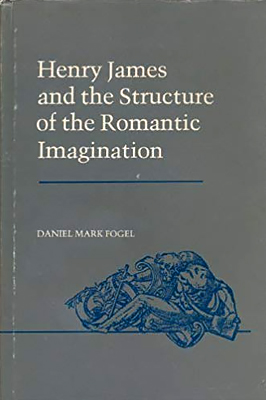 Henry James
and the Structure
of the Romantic
Imagination
DANIEL MARK FOGEL